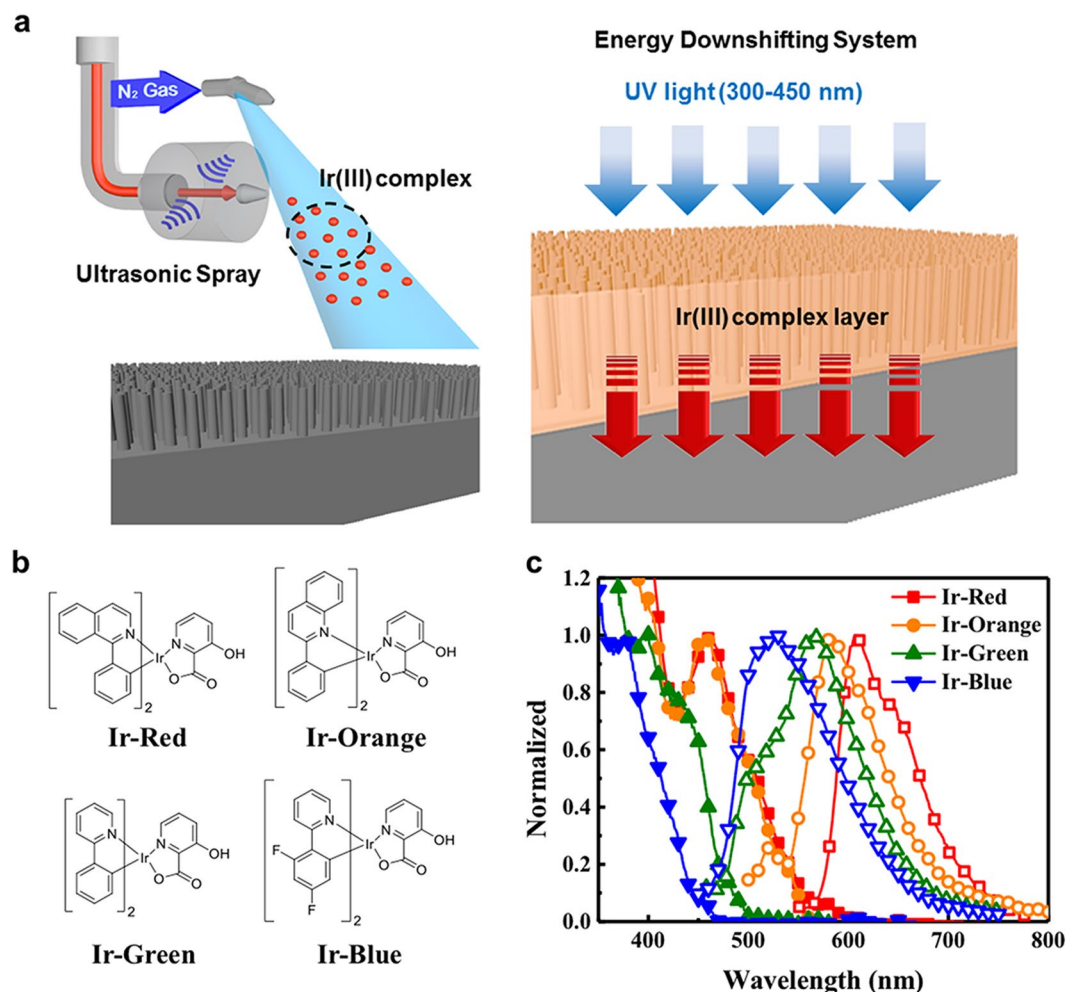 a
N₂ Gas
Ir(III) complex
Ultrasonic Spray
Energy Downshifting System
UV light (300-450 nm)
Ir(III) complex layer
b
N
Ir
N
OH
O
O
2
Ir-Red
N
Ir
N
OH
O
O
2
Ir-Orange
N
Ir
N
OH
O
O
2
Ir-Green
N
Ir
N
OH
O
O
F
F
2
Ir-Blue
c
Normalized
1.2
1.0
0.8
0.6
0.4
0.2
0.0
Ir-Red
Ir-Orange
Ir-Green
Ir-Blue
400 500 600 700 800
Wavelength (nm)